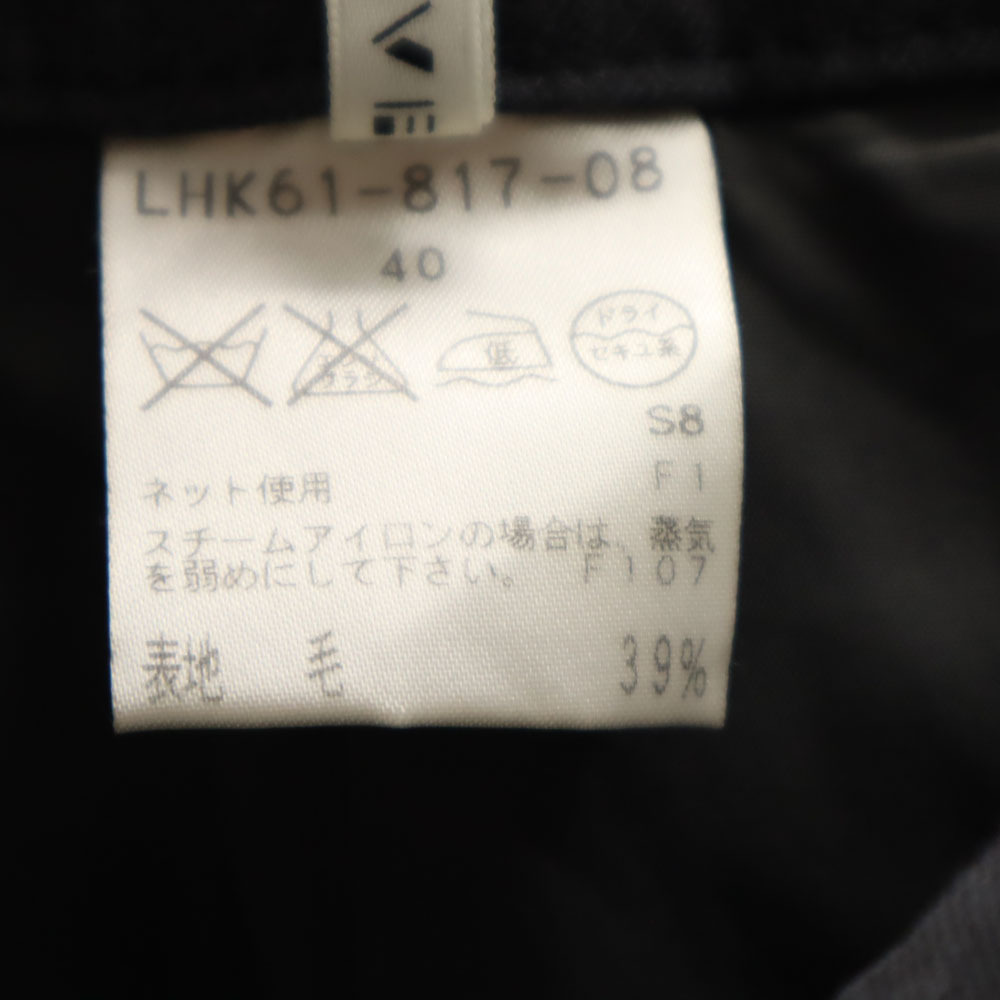 LHK61-817-08
40
低
ドライ
セキユ系
S8
F1
ネット使用
スチームアイロンの場合は、蒸気
を弱めにして下さい。 F107
表地 毛 39%